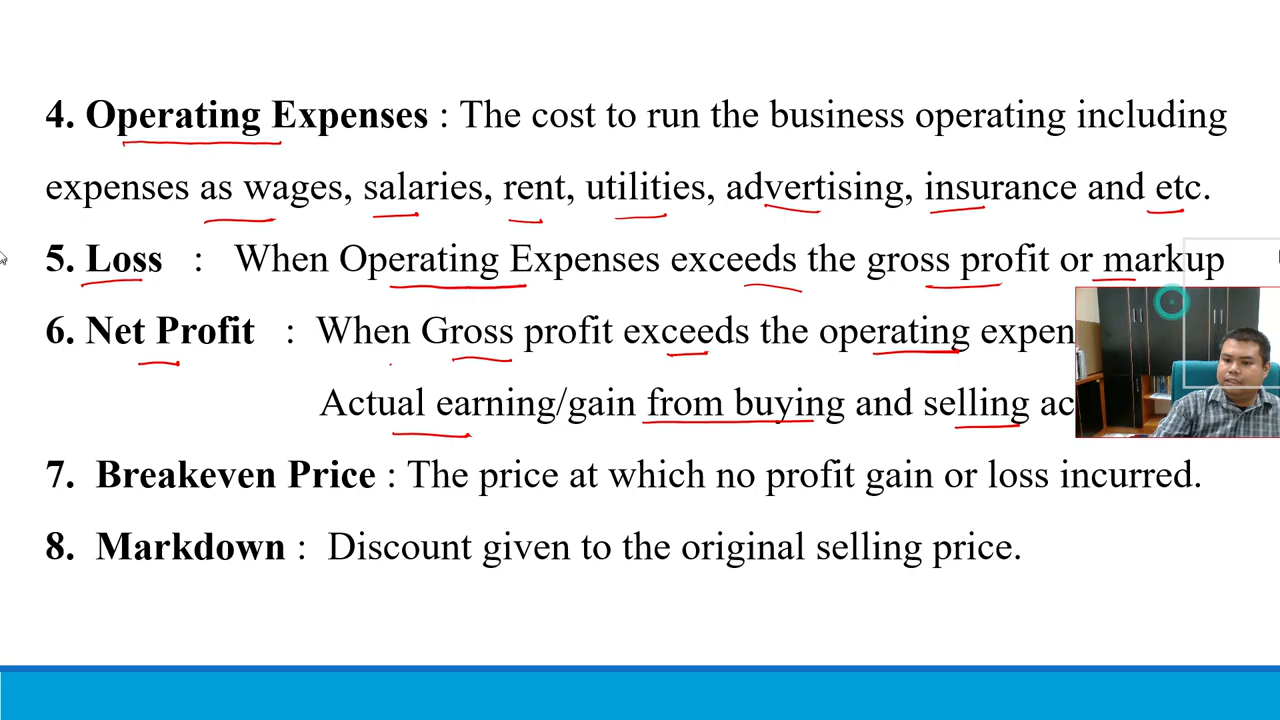 4. Operating Expenses : The cost to run the business operating including
expenses as wages, salaries, rent, utilities, advertising, insurance and etc.
5. Loss : When Operating Expenses exceeds the gross profit or markup
6. Net Profit : When Gross profit exceeds the operating
Actual earning/gain from buying and selling
7. Breakeven Price : The price at which no profit gain or loss incurred.
8. Markdown : Discount given to the original selling price.